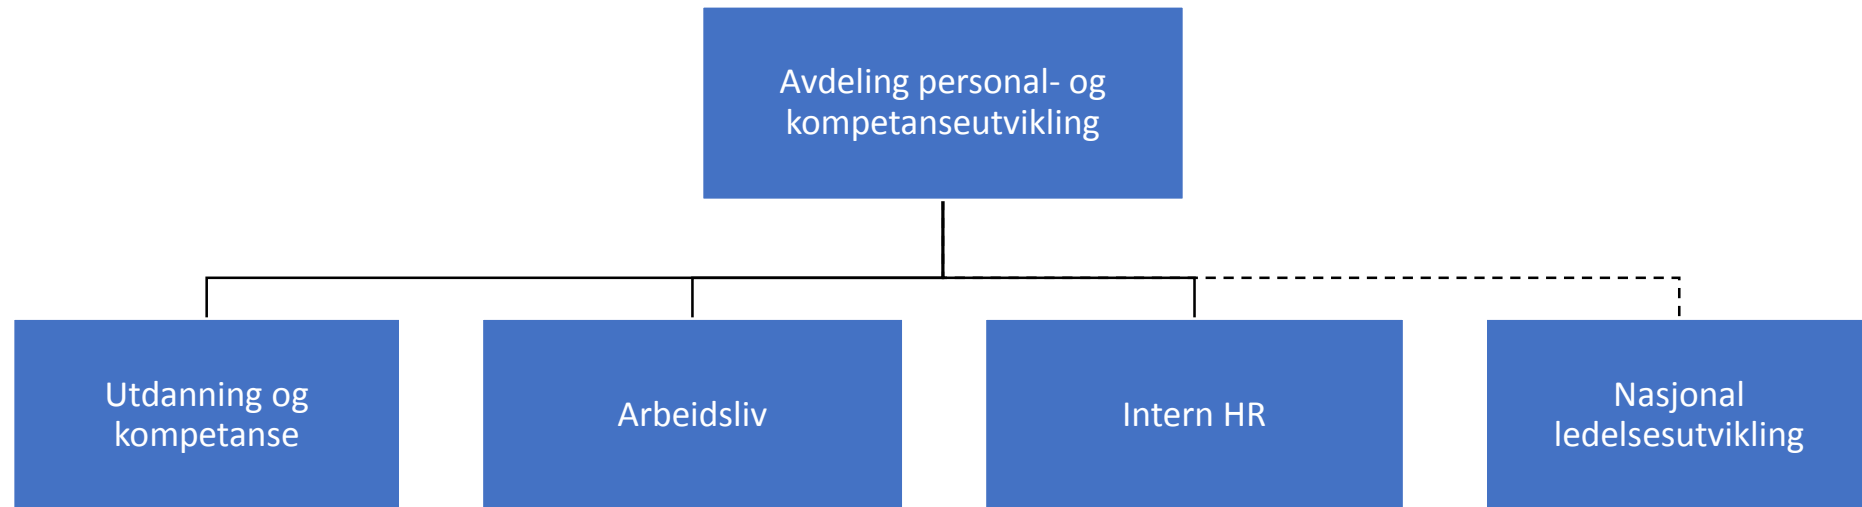 Avdeling personal- og
kompetanseutvikling
Utdanning og
kompetanse
Arbeidsliv
Intern HR
Nasjonal
ledelsesutvikling